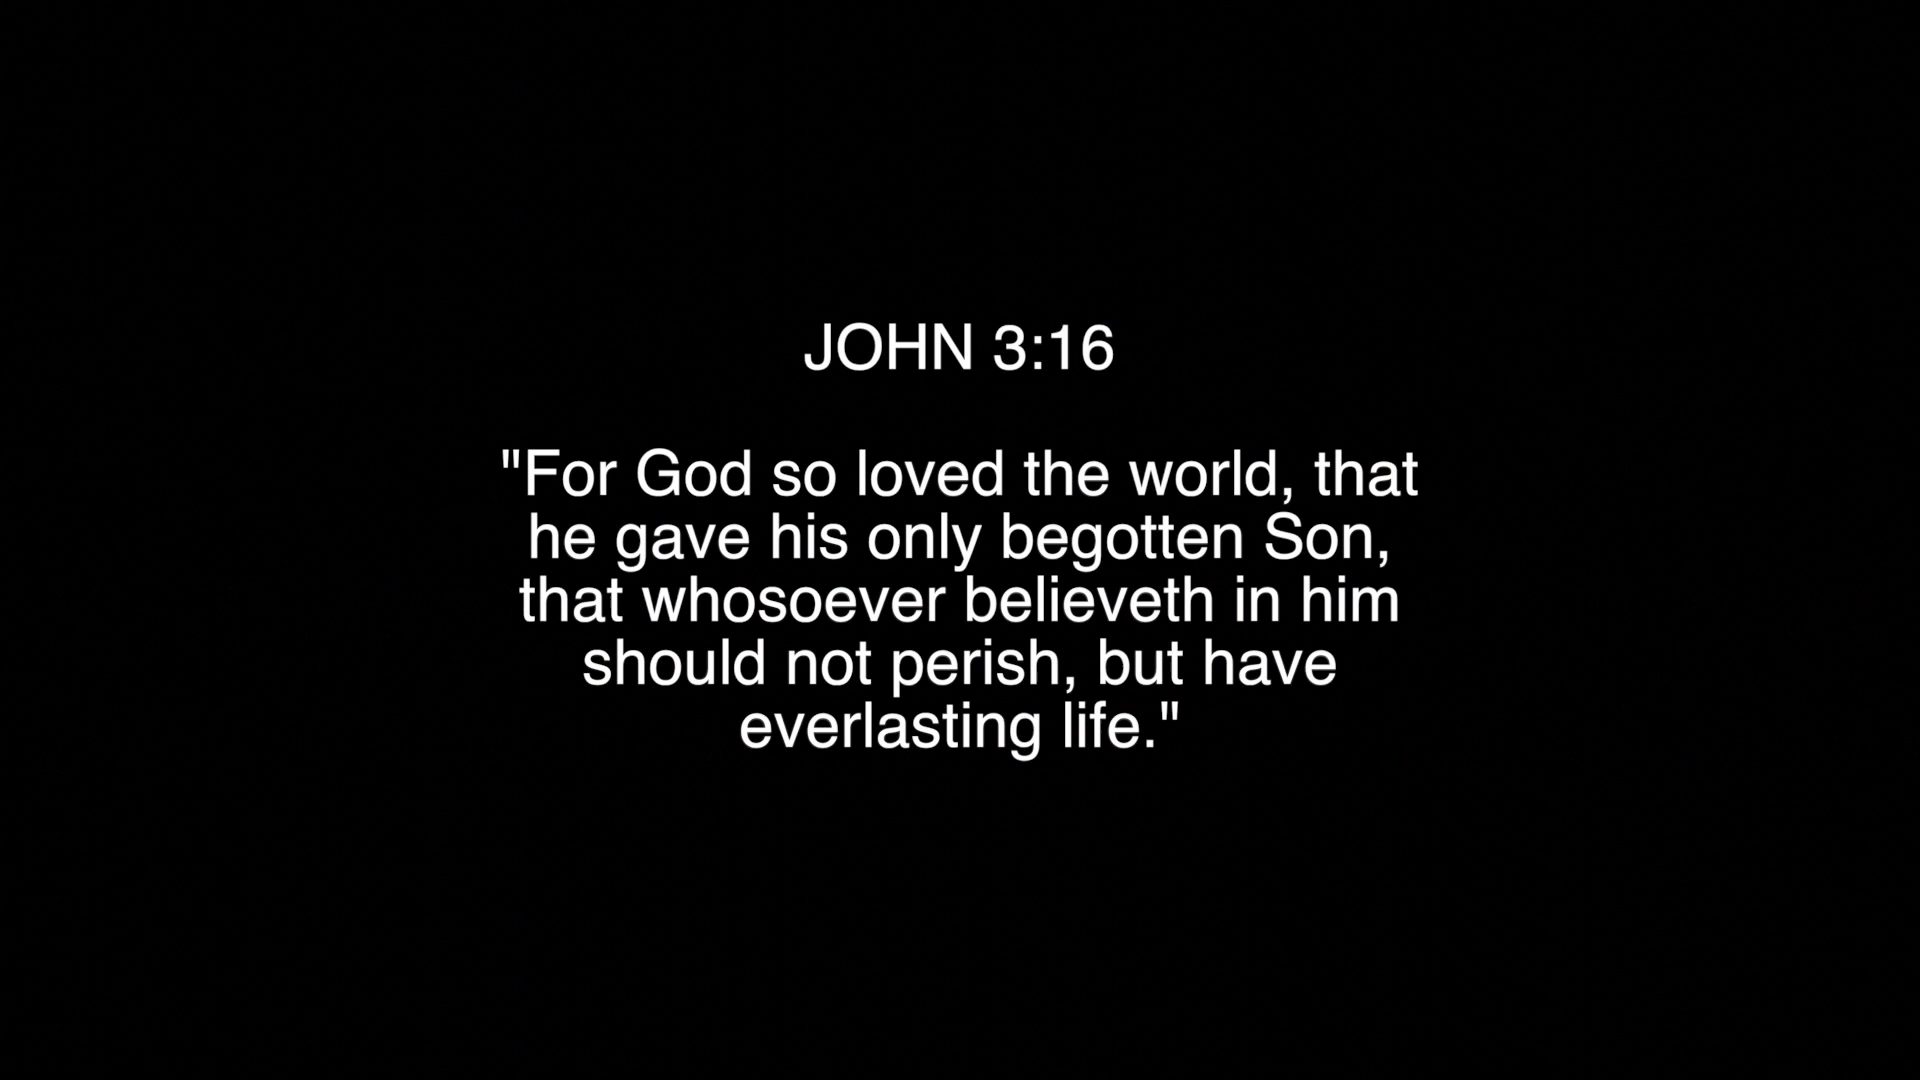 JOHN 3:16
"For God so loved the world, that
he gave his only begotten Son,
that whosoever believeth in him
should not perish, but have
everlasting life."